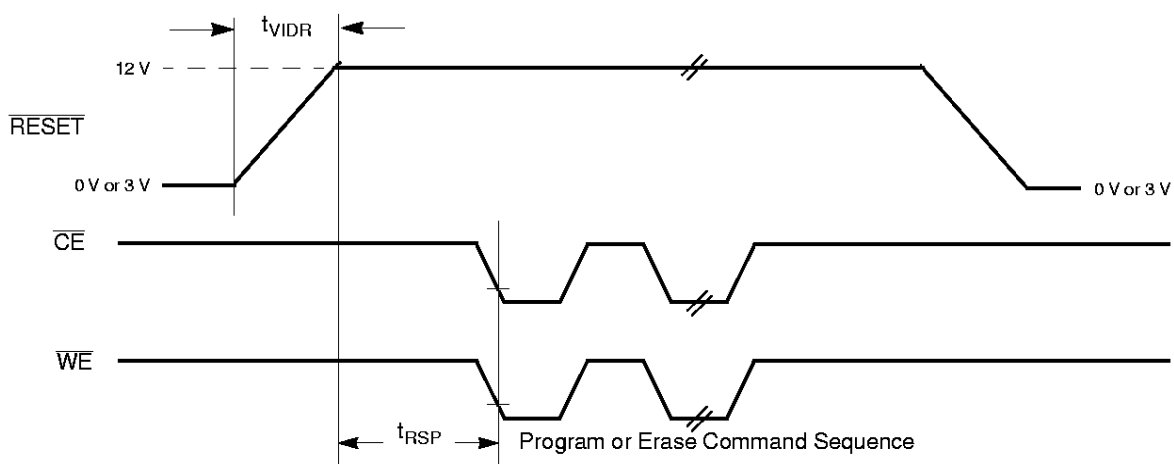 tVIDR
12 V
RESET
0 V or 3 V
0 V or 3 V
CE
WE
tRSP
Program or Erase Command Sequence